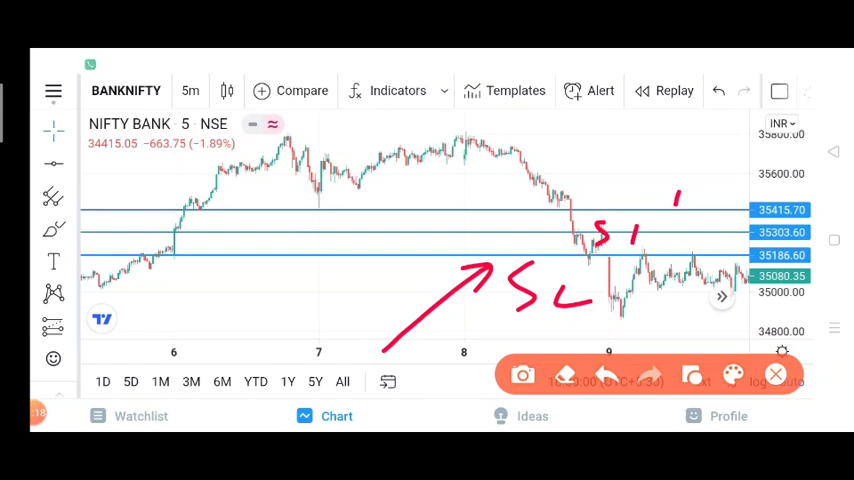 BANKNIFTY 5m Compare Indicators Templates Alert Replay
NIFTY BANK · 5 · NSE
INR
34415.05 −663.75 (−1.89%)
35800.00
35600.00
35415.70
35303.60
35186.60
35080.35
35000.00
34800.00
S
SL
6 7 8 9
1D 5D 1M 3M 6M YTD 1Y 5Y All
Watchlist Chart Ideas Profile